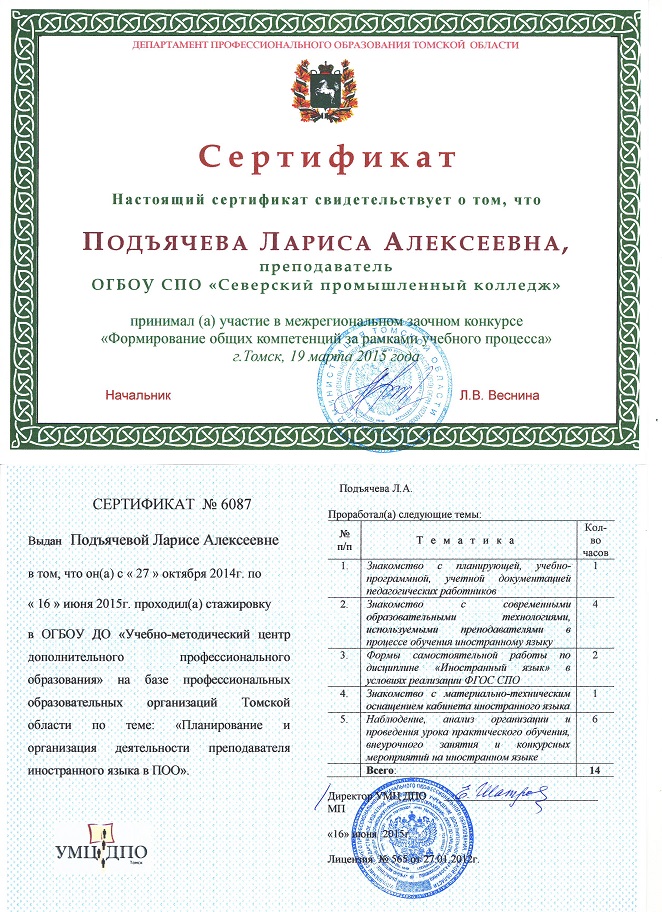 ДЕПАРТАМЕНТ ПРОФЕССИОНАЛЬНОГО ОБРАЗОВАНИЯ ТОМСКОЙ ОБЛАСТИ
Сертификат
Настоящий сертификат свидетельствует о том, что
Подъячева Лариса Алексеевна,
преподаватель
ОГБОУ СПО «Северский промышленный колледж»
принимал (а) участие в межрегиональном заочном конкурсе
«Формирование общих компетенций за рамками учебного процесса»
г.Томск, 19 марта 2015 года
Начальник
Л.В. Веснина
СЕРТИФИКАТ № 6087
Выдан Подъячевой Ларисе Алексеевне
в том, что он(а) с « 27 » октября 2014г. по
« 16 » июня 2015г. проходил(а) стажировку
в ОГБОУ ДО «Учебно-методический центр
дополнительного профессионального
образования» на базе профессиональных
образовательных организаций Томской
области по теме: «Планирование и
организация деятельности преподавателя
иностранного языка в ПОО».
УМЦ ДПО
Томск
Подъячева Л.А.
Проработал(а) следующие темы:
№ п/п Тематика Кол-во часов
1. Знакомство с планирующей, учебно-
программной, учетной документацией
педагогических работников 1
2. Знакомство с современными
образовательными технологиями,
используемыми преподавателями в
процессе обучения иностранному языку 4
3. Формы самостоятельной работы по
дисциплине «Иностранный язык» в
условиях реализации ФГОС СПО 2
4. Знакомство с материально-техническим
оснащением кабинета иностранного языка 1
5. Наблюдение, анализ организации и
проведения урока практического обучения,
внеурочного занятия и конкурсных
мероприятий на иностранном языке 6
Всего: 14
Директор УМЦ ДПО
МП
«16» июня 2015г.
Лицензия № 565 от 27.01.2012г.